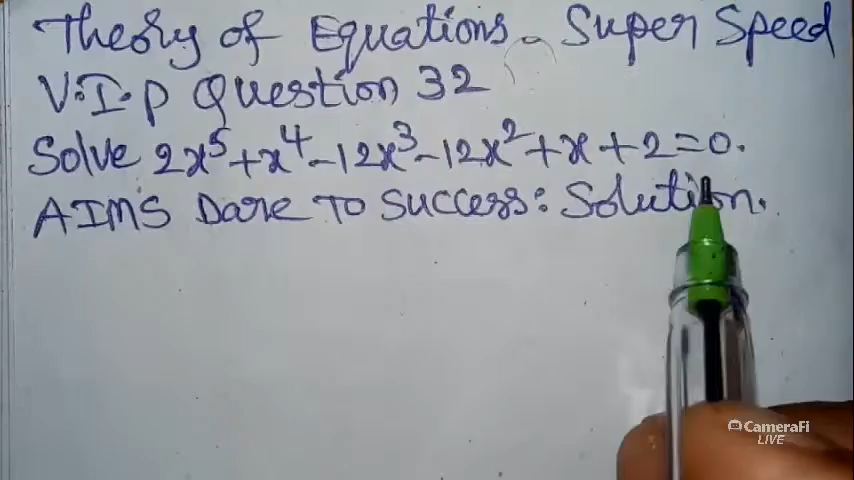 Theory of Equations - Super Speed
V.I.P Question 32
Solve 2x⁵+x⁴-12x³-12x²+x+2=0.
AIMS Dare To Success: Solution.
CameraFi
LIVE